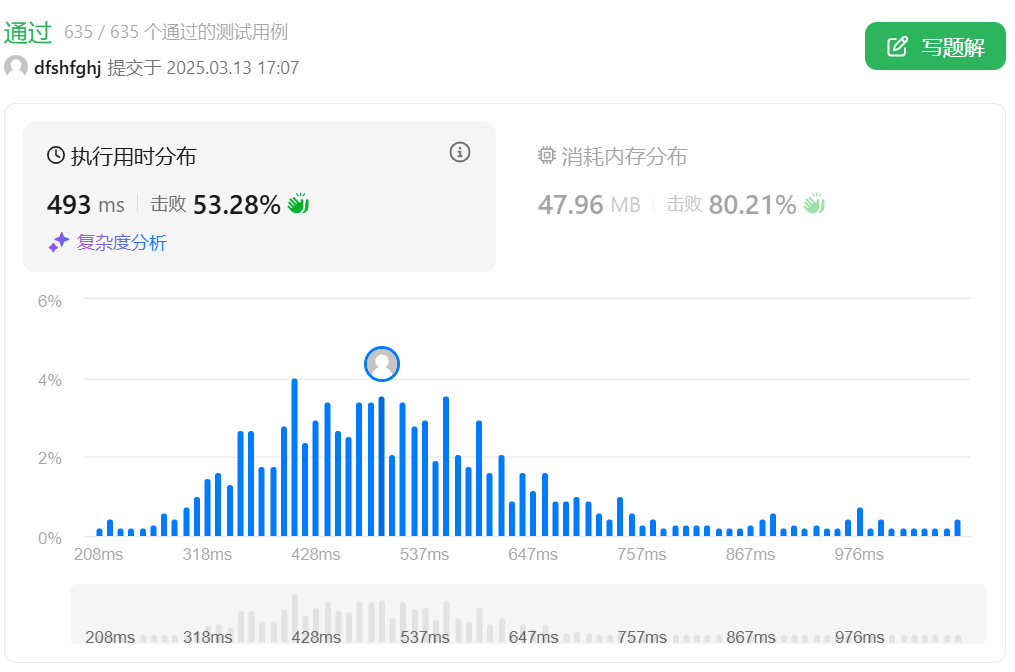 通过 635 / 635 个通过的测试用例
写题解
dfshfghj 提交于 2025.03.13 17:07
执行用时分布
493 ms 击败 53.28%
复杂度分析
消耗内存分布
47.96 MB 击败 80.21%
6%
4%
2%
0%
208ms 318ms 428ms 537ms 647ms 757ms 867ms 976ms
208ms 318ms 428ms 537ms 647ms 757ms 867ms 976ms